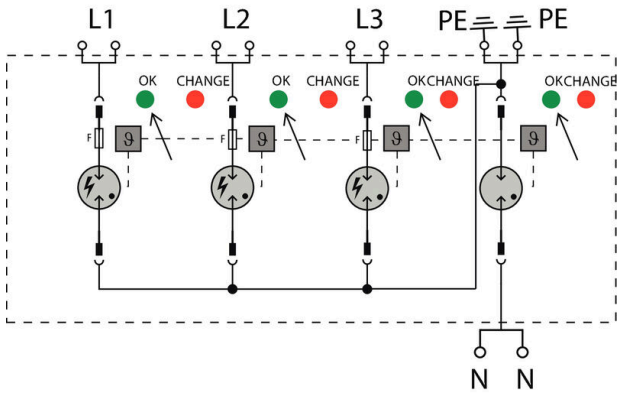 L1 L2 L3 PE PE
OK CHANGE OK CHANGE OK CHANGE OK CHANGE
F ϑ F ϑ F ϑ ϑ
N N